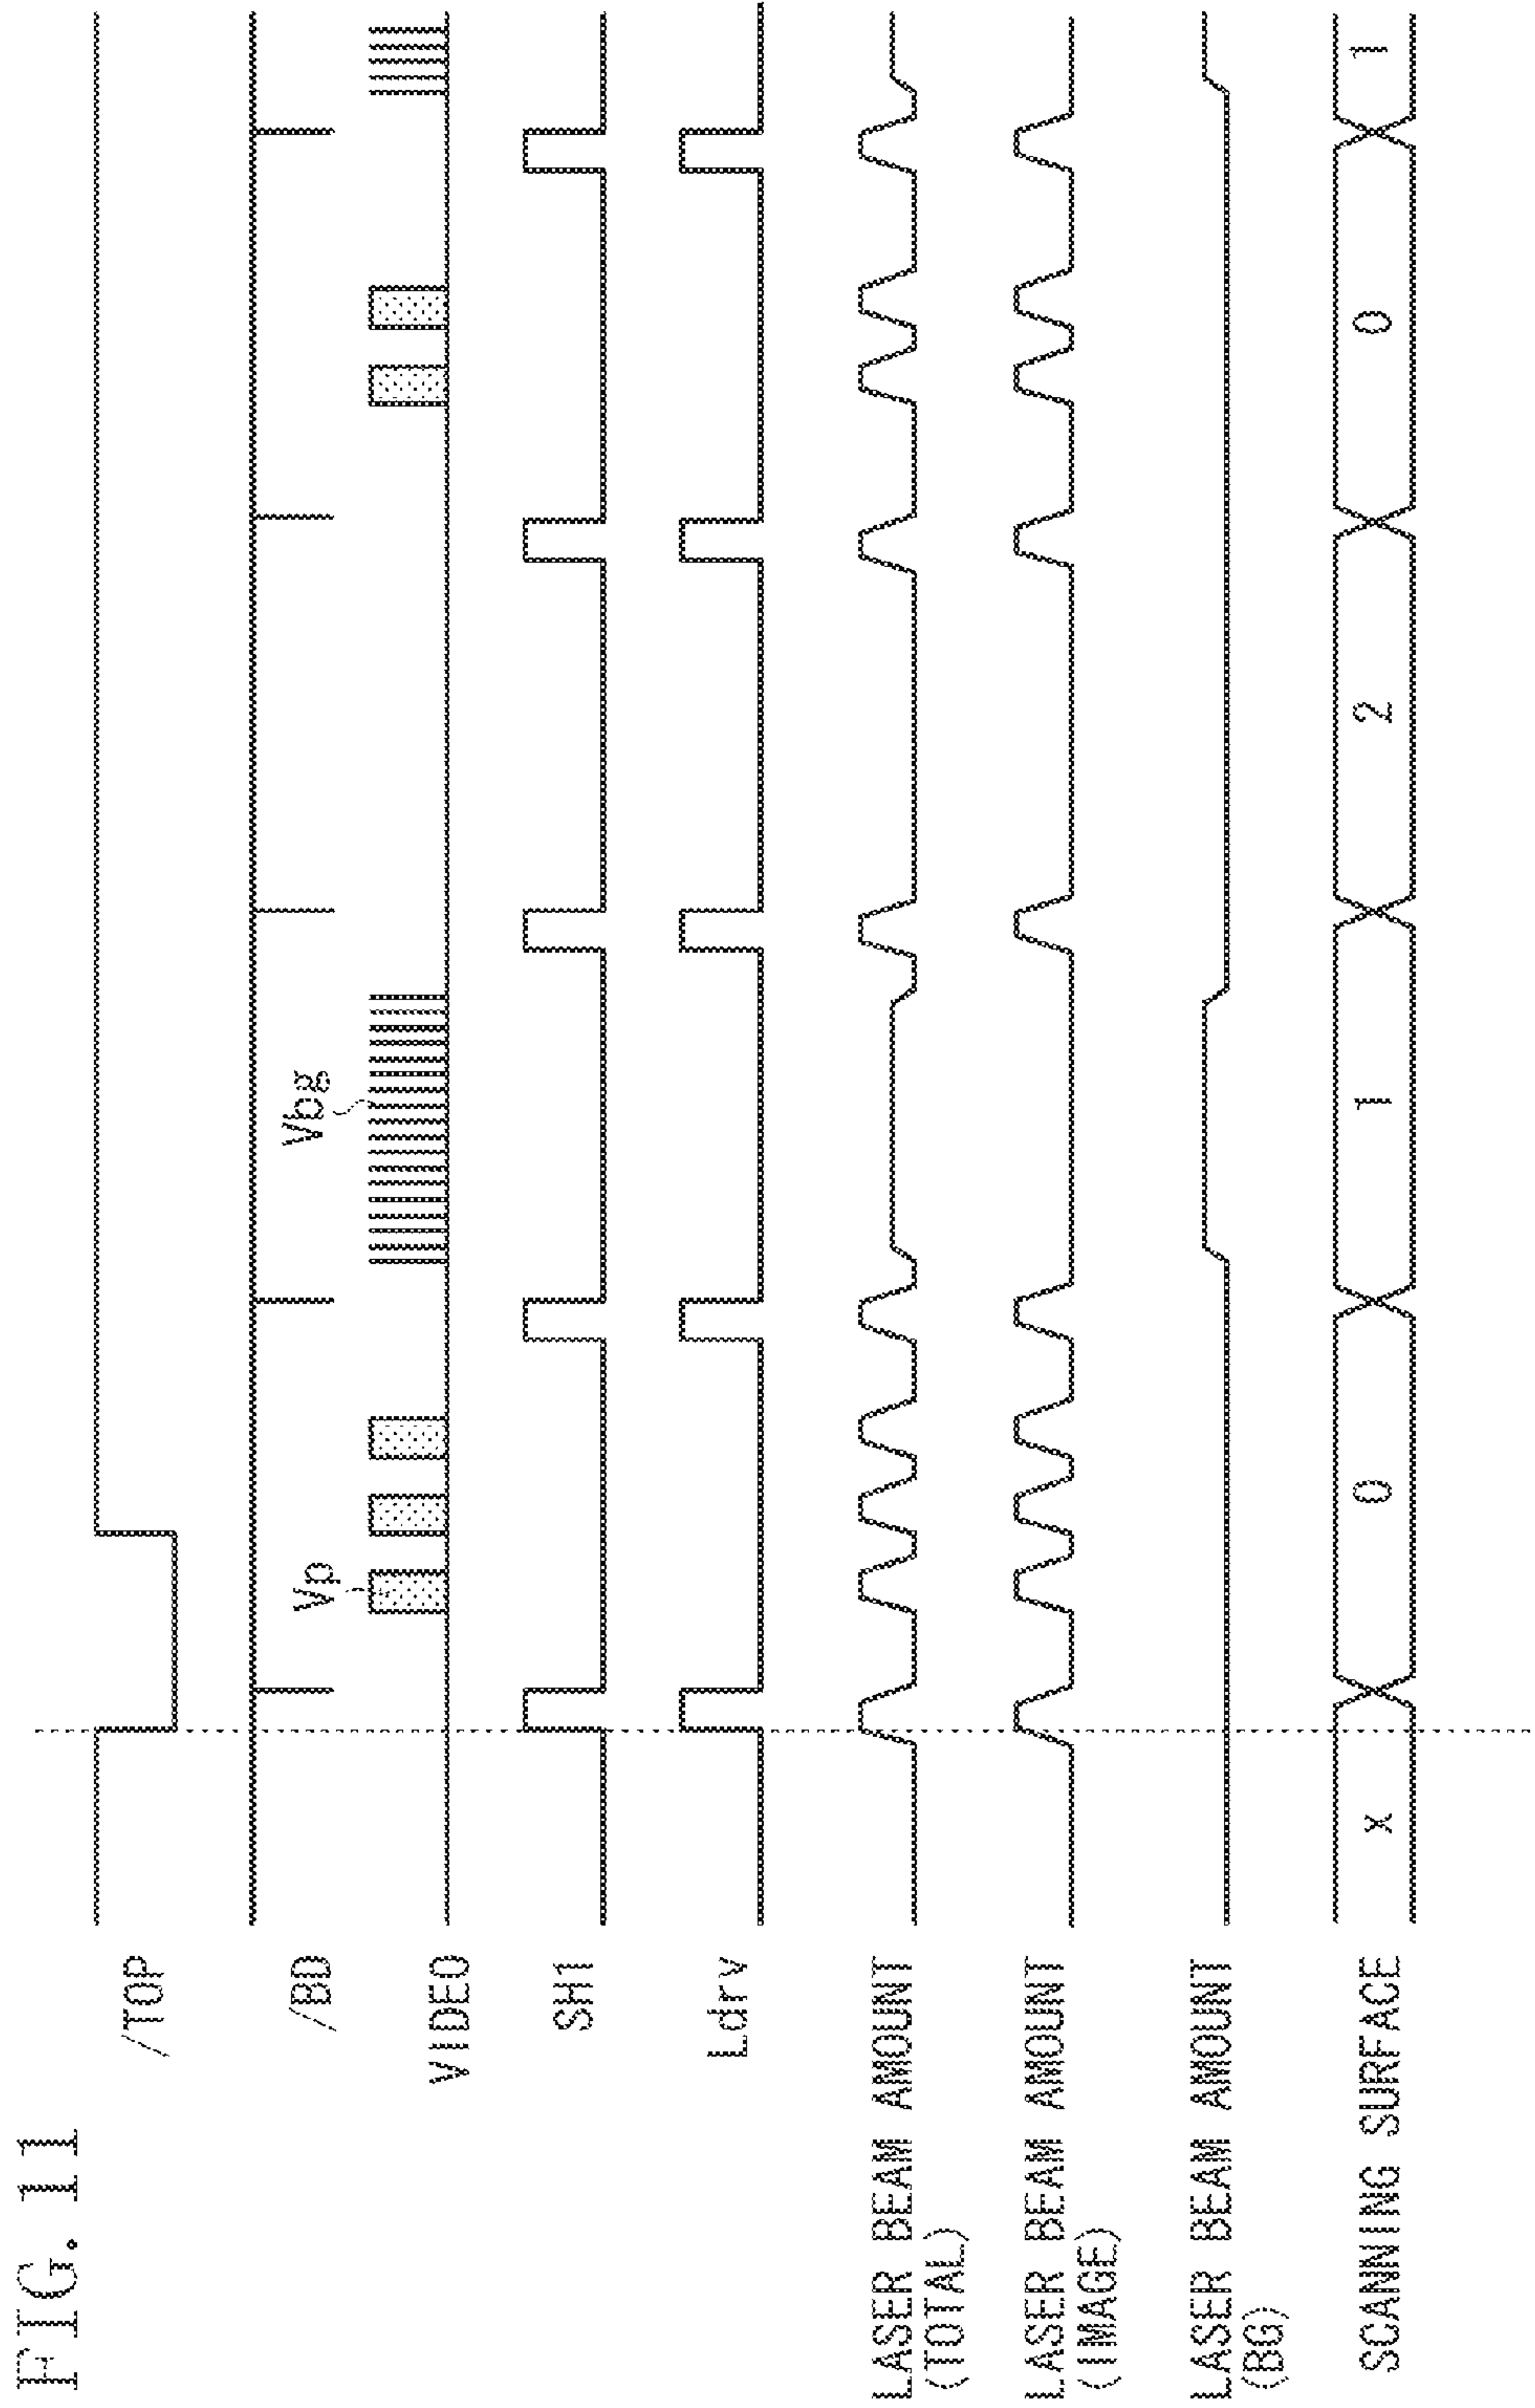 FIG. 11
/TOP
/BD
VIDEO
Vp
Vbg
SH1
Ldrv
LASER BEAM AMOUNT
(TOTAL)
LASER BEAM AMOUNT
(IMAGE)
LASER BEAM AMOUNT
(BG)
SCANNING SURFACE
x 0 1 2 0 1